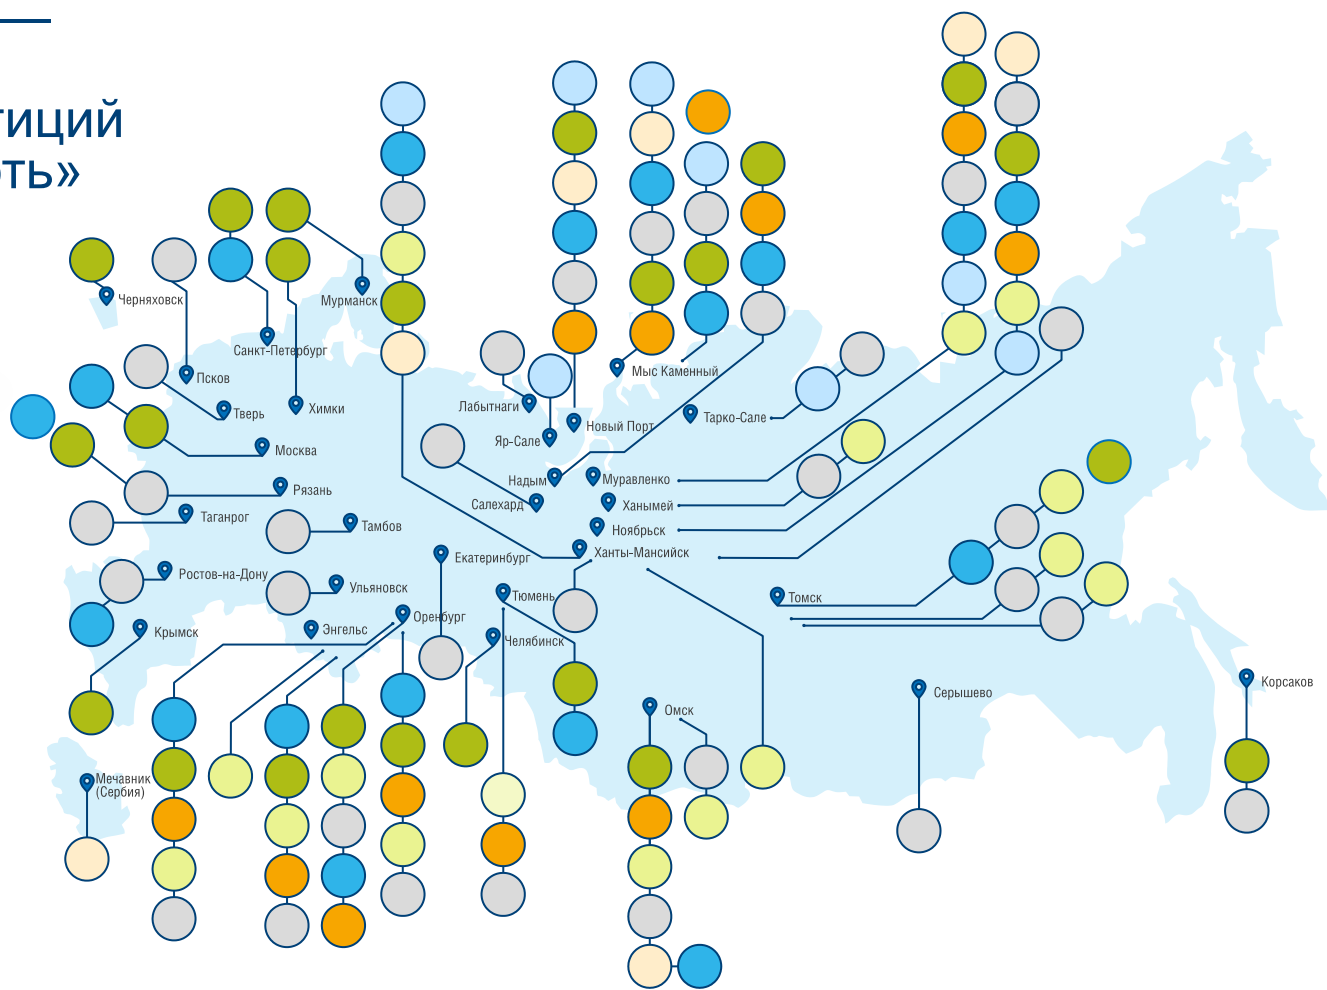 тиций
ть»
Черняховск
Мурманск
Санкт-Петербург
Псков
Тверь
Химки
Москва
Рязань
Таганрог
Тамбов
Ростов-на-Дону
Ульяновск
Крымск
Энгельс
Оренбург
Екатеринбург
Тюмень
Челябинск
Лабытнаги
Яр-Сале
Новый Порт
Мыс Каменный
Тарко-Сале
Надым
Муравленко
Салехард
Ханымей
Ноябрьск
Ханты-Мансийск
Томск
Омск
Серышево
Корсаков
Мечавник
(Сербия)